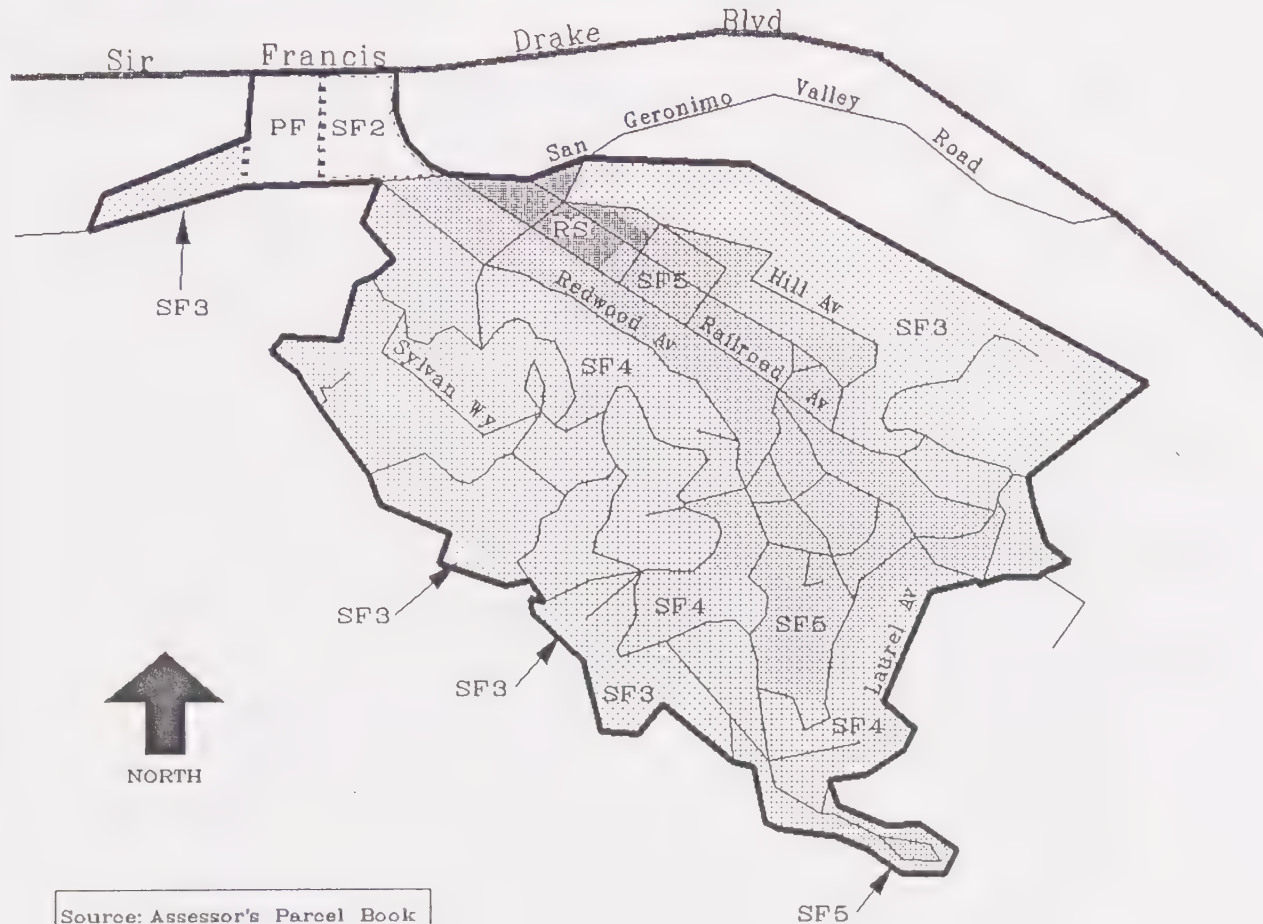 Sir Francis Drake Blvd
San Geronimo Valley Road
PF
SF2
SF3
RS
SF5
Hill Av
SF3
Redwood Av
Railroad Av
SF4
Sylvan Wy
SF3
SF4
SF5
Laurel Av
SF3
SF3
SF4
NORTH
Source: Assessor's Parcel Book
SF5